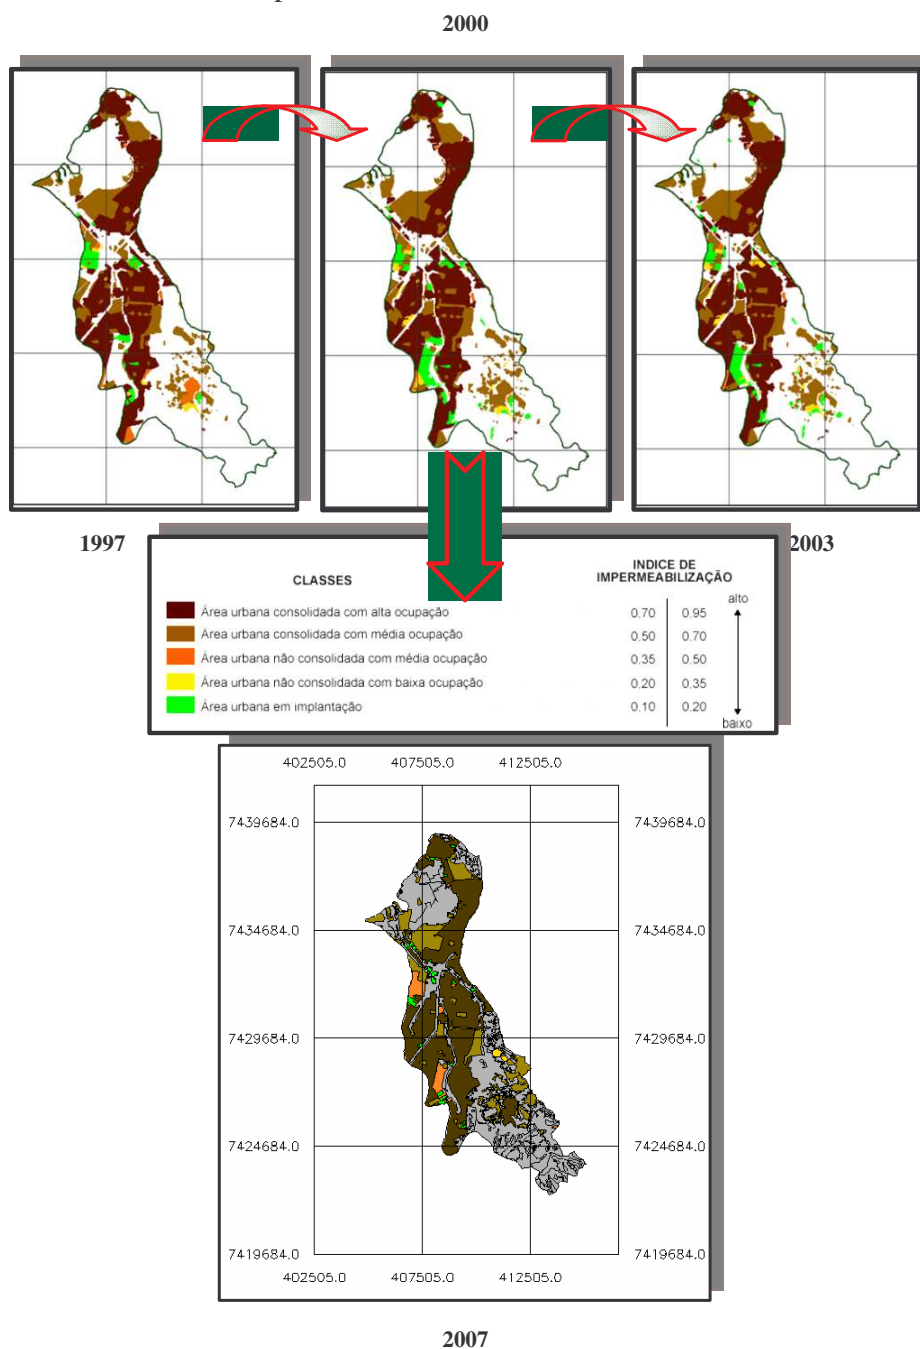 2000
1997
2003
CLASSES
INDICE DE
IMPERMEABILIZAÇÃO
alto
Área urbana consolidada com alta ocupação 0.70 0.95
Área urbana consolidada com média ocupação 0.50 0.70
Área urbana não consolidada com média ocupação 0.35 0.50
Área urbana não consolidada com baixa ocupação 0.20 0.35
Área urbana em implantação 0.10 0.20
baixo
402505.0 407505.0 412505.0
7439684.0 7439684.0
7434684.0 7434684.0
7429684.0 7429684.0
7424684.0 7424684.0
7419684.0 7419684.0
402505.0 407505.0 412505.0
2007